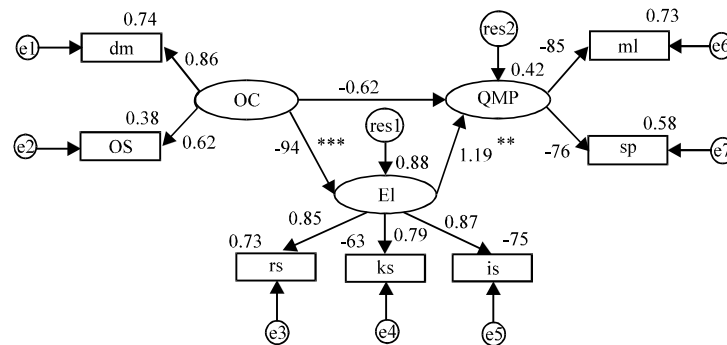 0.74
0.73
e1
dm
res2
-85
ml
e6
0.86
0.42
-0.62
OC
QMP
0.38
res1
0.58
e2
OS
0.62
-94
***
0.88
1.19
**
-76
sp
e7
El
0.85
0.87
0.73
-63
0.79
-75
rs
ks
is
e3
e4
e5